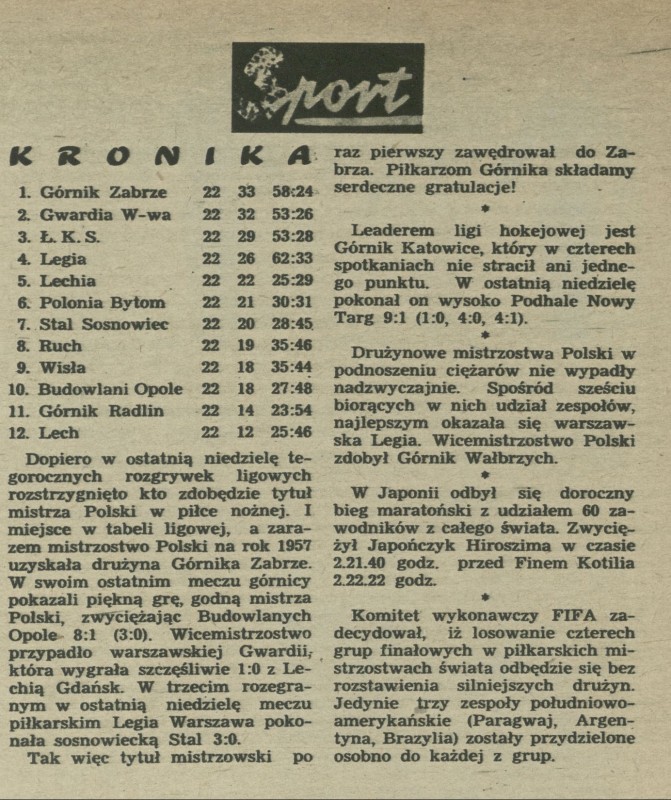 Sport
KRONIKA
1. Górnik Zabrze 22 33 58:24
2. Gwardia W-wa 22 32 53:26
3. Ł.K.S. 22 29 53:28
4. Legia 22 26 62:33
5. Lechia 22 22 25:29
6. Polonia Bytom 22 21 30:31
7. Stal Sosnowiec 22 20 28:45
8. Ruch 22 19 35:46
9. Wisła 22 18 35:44
10. Budowlani Opole 22 18 27:48
11. Górnik Radlin 22 14 23:54
12. Lech 22 12 25:46
Dopiero w ostatnią niedzielę te-
gorocznych rozgrywek ligowych
rozstrzygnięto kto zdobędzie tytuł
mistrza Polski w piłce nożnej. I
miejsce w tabeli ligowej, a zara-
zem mistrzostwo Polski na rok 1957
uzyskała drużyna Górnika Zabrze.
W swoim ostatnim meczu górnicy
pokazali piękną grę, godną mistrza
Polski, zwyciężając Budowlanych
Opole 8:1 (3:0). Wicemistrzostwo
przypadło warszawskiej Gwardii,
która wygrała szczęśliwie 1:0 z Le-
chią Gdańsk. W trzecim rozegra-
nym w ostatnią niedzielę meczu
piłkarskim Legia Warszawa poko-
nała sosnowiecką Stal 3:0.
Tak więc tytuł mistrzowski po
raz pierwszy zawędrował do Za-
brza. Piłkarzom Górnika składamy
serdeczne gratulacje!
*
Leaderem ligi hokejowej jest
Górnik Katowice, który w czterech
spotkaniach nie stracił ani jedne-
go punktu. W ostatnią niedzielę
pokonał on wysoko Podhale Nowy
Targ 9:1 (1:0, 4:0, 4:1).
*
Drużynowe mistrzostwa Polski w
podnoszeniu ciężarów nie wypadły
nadzwyczajnie. Spośród sześciu
biorących w nich udział zespołów,
najlepszym okazała się warszaw-
ska Legia. Wicemistrzostwo Polski
zdobył Górnik Wałbrzych.
*
W Japonii odbył się doroczny
bieg maratoński z udziałem 60 za-
wodników z całego świata. Zwycię-
żył Japończyk Hiroszimą w czasie
2.21.40 godz. przed Finem Kotilia
2.22.22 godz.
*
Komitet wykonawczy FIFA za-
decydował, iż losowanie czterech
grup finałowych w piłkarskich mi-
strzostwach świata odbędzie się bez
rozstawienia silniejszych drużyn.
Jedynie trzy zespoły południowo-
amerykańskie (Paragwaj, Argen-
tyna, Brazylia) zostały przydzielone
osobno do każdej z grup.